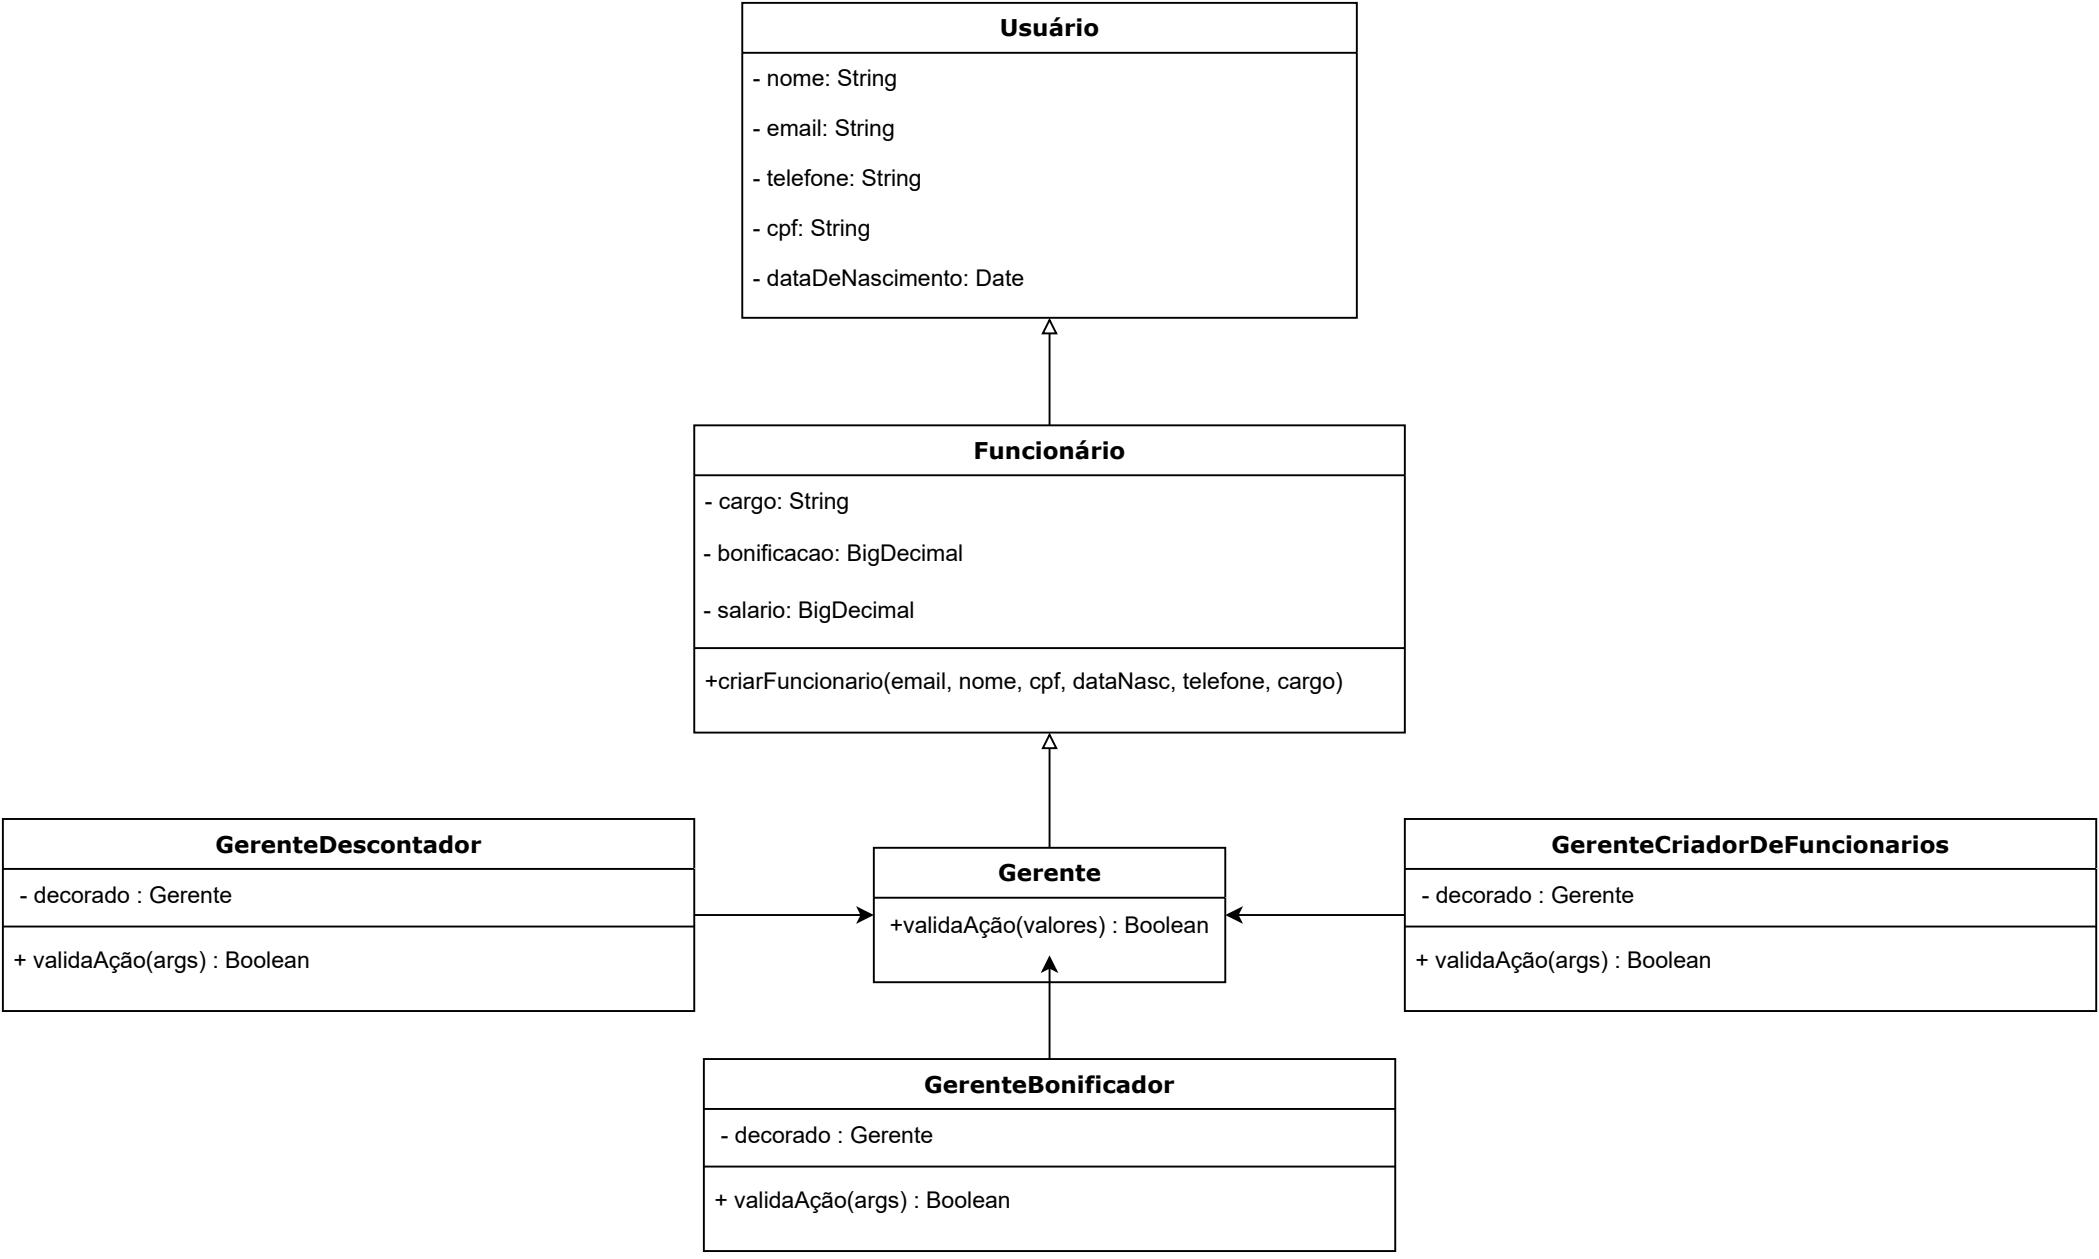 Usuário
- nome: String
- email: String
- telefone: String
- cpf: String
- dataDeNascimento: Date
Funcionário
- cargo: String
- bonificacao: BigDecimal
- salario: BigDecimal
+criarFuncionario(email, nome, cpf, dataNasc, telefone, cargo)
GerenteDescontador
- decorado : Gerente
+ validaAção(args) : Boolean
Gerente
+validaAção(valores) : Boolean
GerenteCriadorDeFuncionarios
- decorado : Gerente
+ validaAção(args) : Boolean
GerenteBonificador
- decorado : Gerente
+ validaAção(args) : Boolean